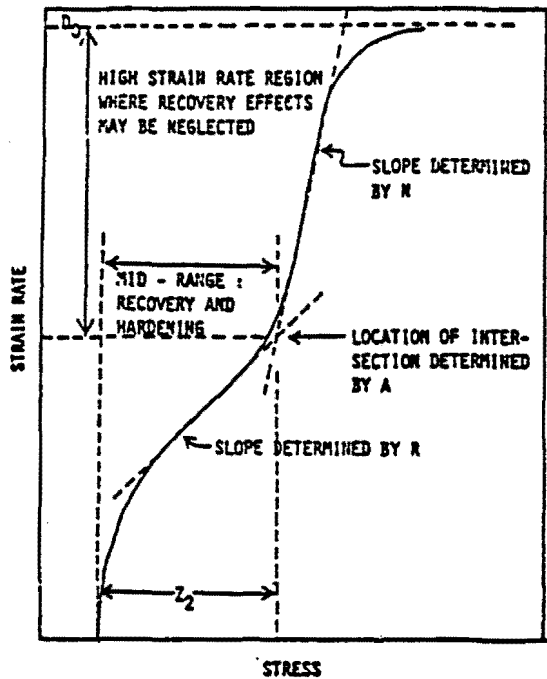 D₀
HIGH STRAIN RATE REGION
WHERE RECOVERY EFFECTS
MAY BE NEGLECTED
SLOPE DETERMINED
BY N
MID - RANGE :
RECOVERY AND
HARDENING
LOCATION OF INTER-
SECTION DETERMINED
BY A
SLOPE DETERMINED BY R
Z₂
STRAIN RATE
STRESS